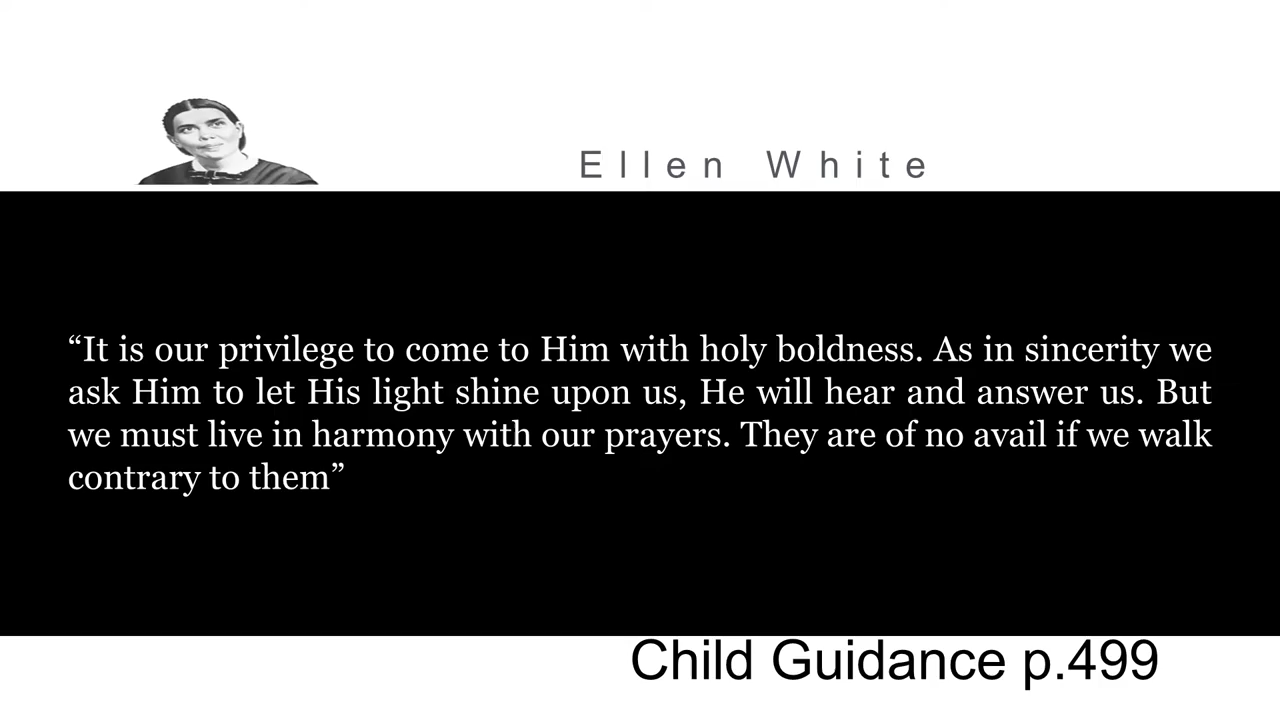 Ellen White
“It is our privilege to come to Him with holy boldness. As in sincerity we
ask Him to let His light shine upon us, He will hear and answer us. But
we must live in harmony with our prayers. They are of no avail if we walk
contrary to them”
Child Guidance p.499